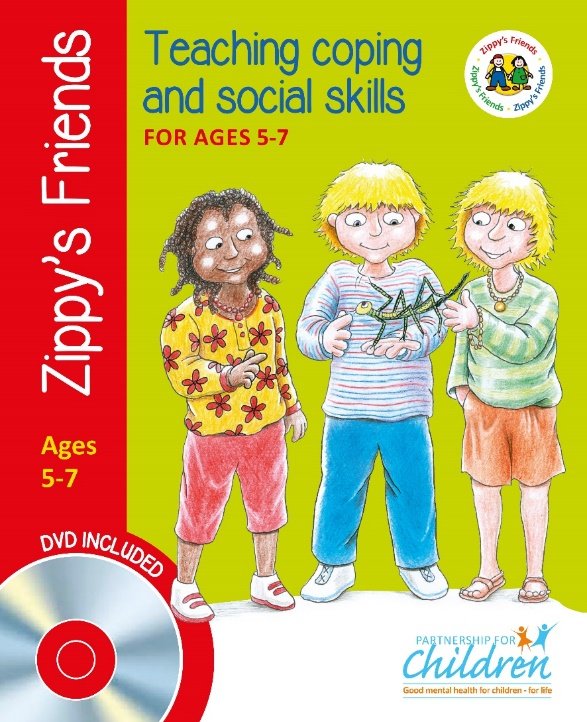 Zippy's Friends
Ages
5-7
Teaching coping
and social skills
FOR AGES 5-7
Zippy's Friends
Zippy's Friends
Zippy's Friends
DVD INCLUDED
PARTNERSHIP FOR
children
Good mental health for children - for life